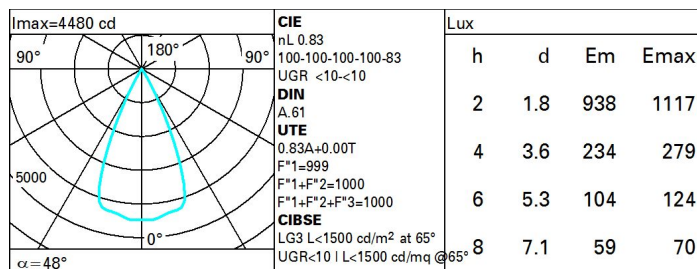 Imax=4480 cd
90°
180°
90°
5000
0°
α=48°
CIE
nL 0.83
100-100-100-100-83
UGR <10-<10
DIN
A.61
UTE
0.83A+0.00T
F"1=999
F"1+F"2=1000
F"1+F"2+F"3=1000
CIBSE
LG3 L<1500 cd/m² at 65°
UGR<10 | L<1500 cd/mq @65°
Lux
h d Em Emax
2 1.8 938 1117
4 3.6 234 279
6 5.3 104 124
8 7.1 59 70